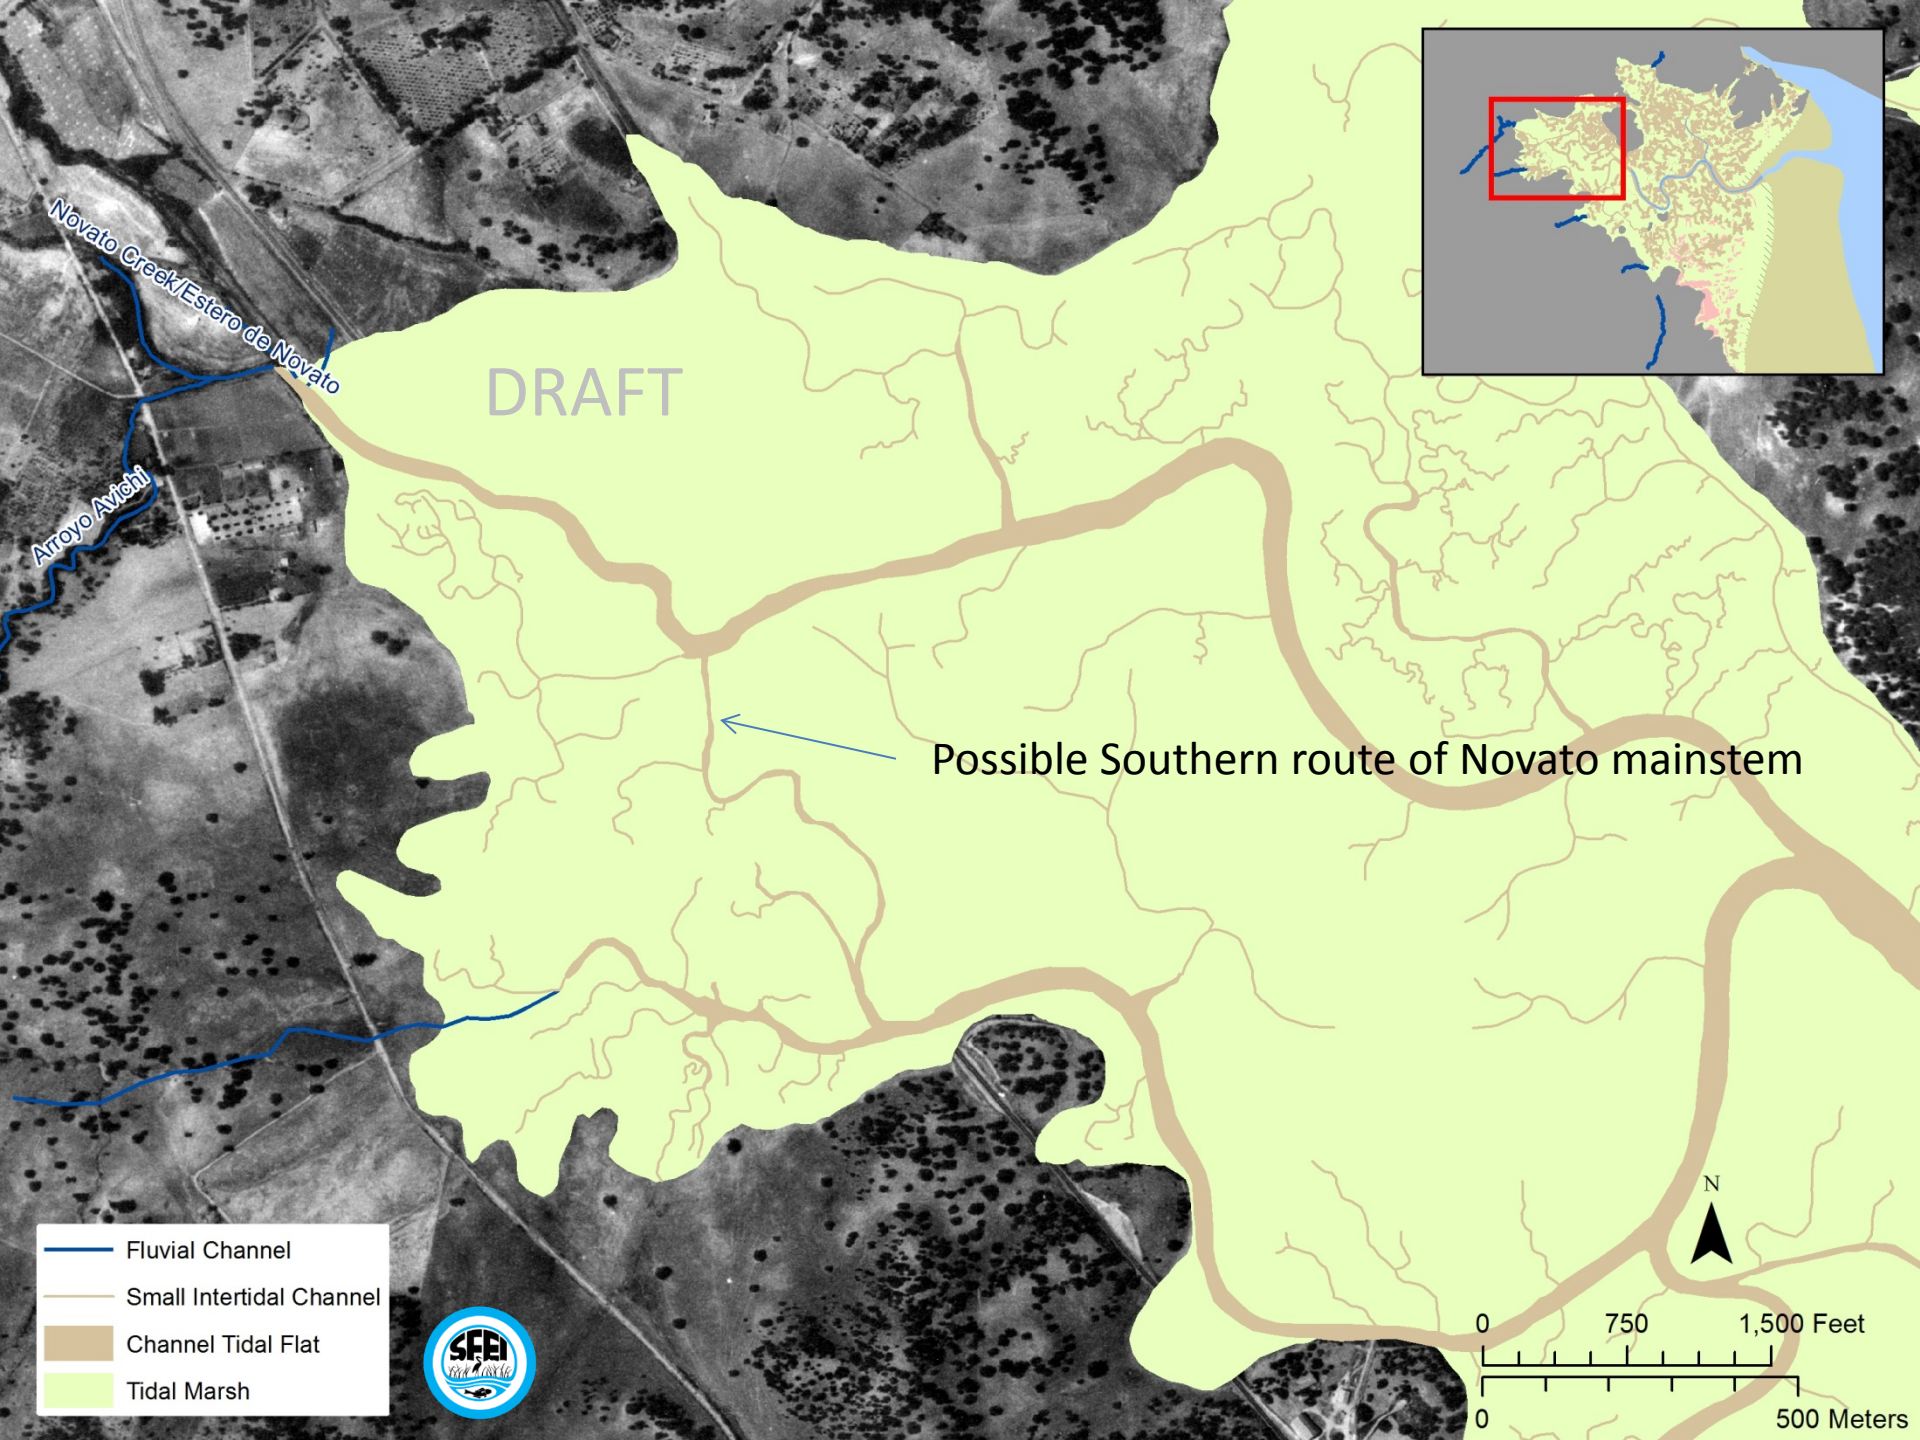 Novato Creek/Estero de Novato
DRAFT
Arroyo Avichi
Possible Southern route of Novato mainstem
N
Fluvial Channel
Small Intertidal Channel
Channel Tidal Flat
Tidal Marsh
SFEI
0 750 1,500 Feet
0 500 Meters